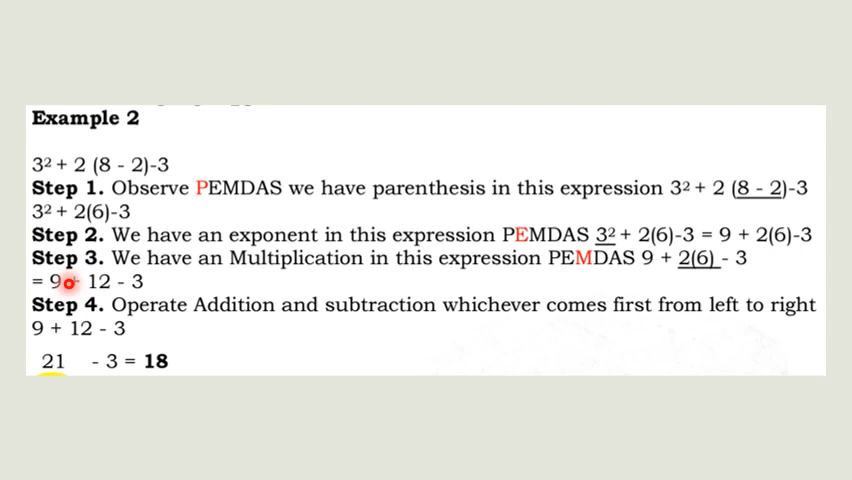 Example 2
3² + 2 (8 - 2)-3
Step 1. Observe PEMDAS we have parenthesis in this expression 3² + 2 (8 - 2)-3
3² + 2(6)-3
Step 2. We have an exponent in this expression PEMDAS 3² + 2(6)-3 = 9 + 2(6)-3
Step 3. We have an Multiplication in this expression PEMDAS 9 + 2(6) - 3
= 9 + 12 - 3
Step 4. Operate Addition and subtraction whichever comes first from left to right
9 + 12 - 3
21 - 3 = 18